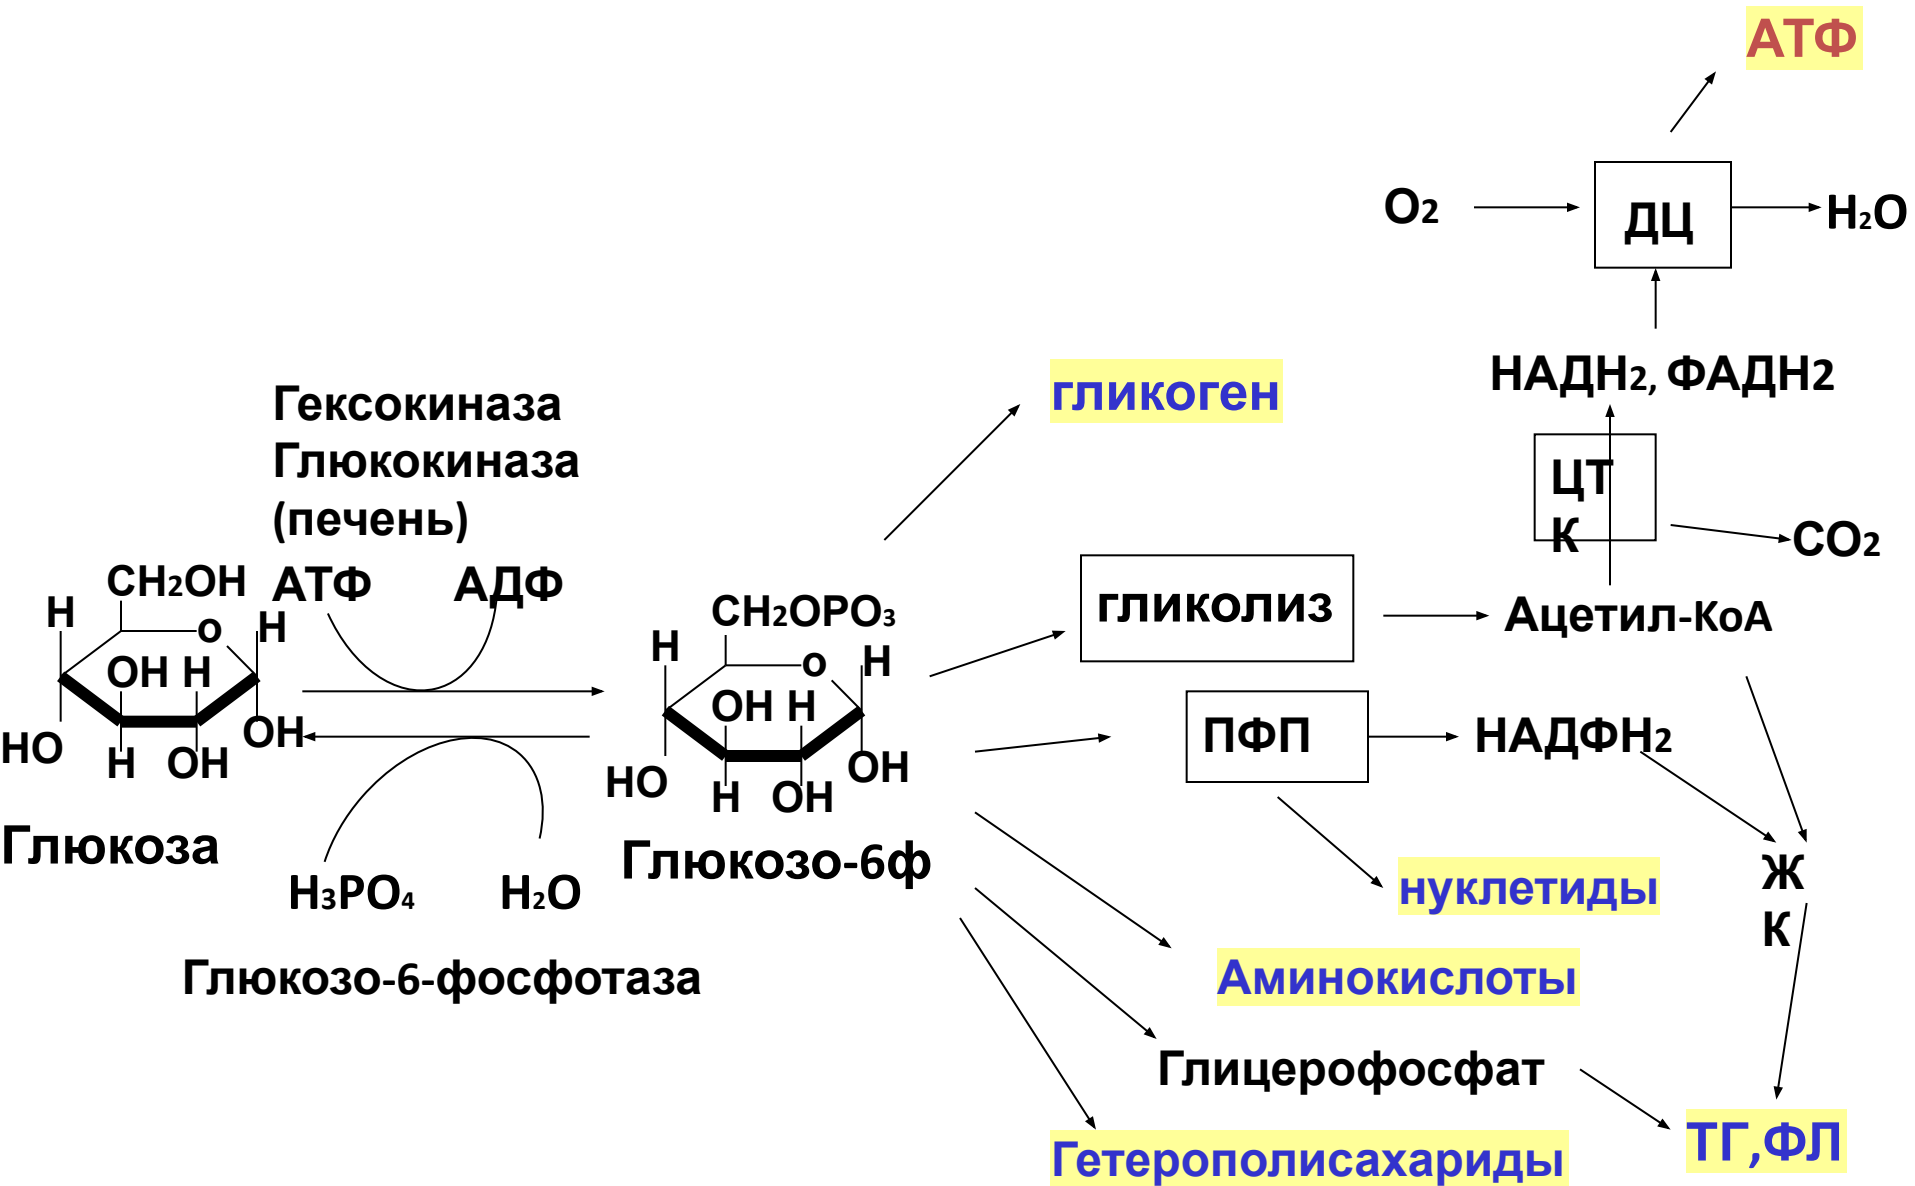 АТФ
O2
ДЦ
H2O
НАДН2, ФАДН2
гликоген
Гексокиназа
Глюкокиназа
(печень)
ЦТ
К
CO2
АТФ
АДФ
гликолиз
Ацетил-КоА
CH2OH
H
o
H
OH H
HO
H
OH
OH
Глюкоза
CH2OPO3
H
o
H
OH H
HO
H
OH
OH
Глюкозо-6ф
ПФП
НАДФН2
H3PO4
H2O
Глюкозо-6-фосфотаза
нуклетиды
Ж
К
Аминокислоты
Глицерофосфат
Гетерополисахариды
ТГ,ФЛ